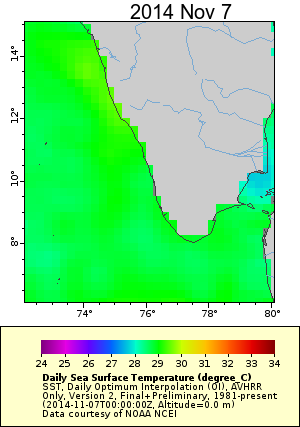 2014 Nov 7
14°
12°
10°
8°
74° 76° 78° 80°
24 25 26 27 28 29 30 31 32 33 34
Daily Sea Surface Temperature (degree_C)
SST, Daily Optimum Interpolation (OI), AVHRR
Only, Version 2, Final+Preliminary, 1981-present
(2014-11-07T00:00:00Z, Altitude=0.0 m)
Data courtesy of NOAA NCEI